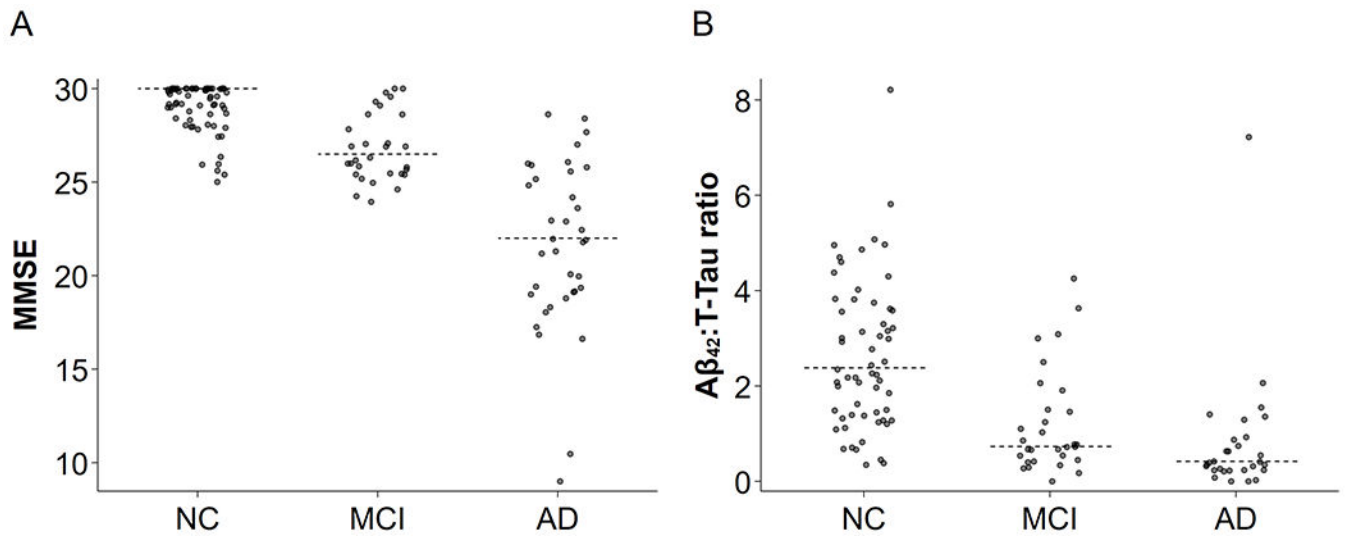 A
MMSE
30
25
20
15
10
NC MCI AD
B
Aβ₄₂:T-Tau ratio
8
6
4
2
0
NC MCI AD